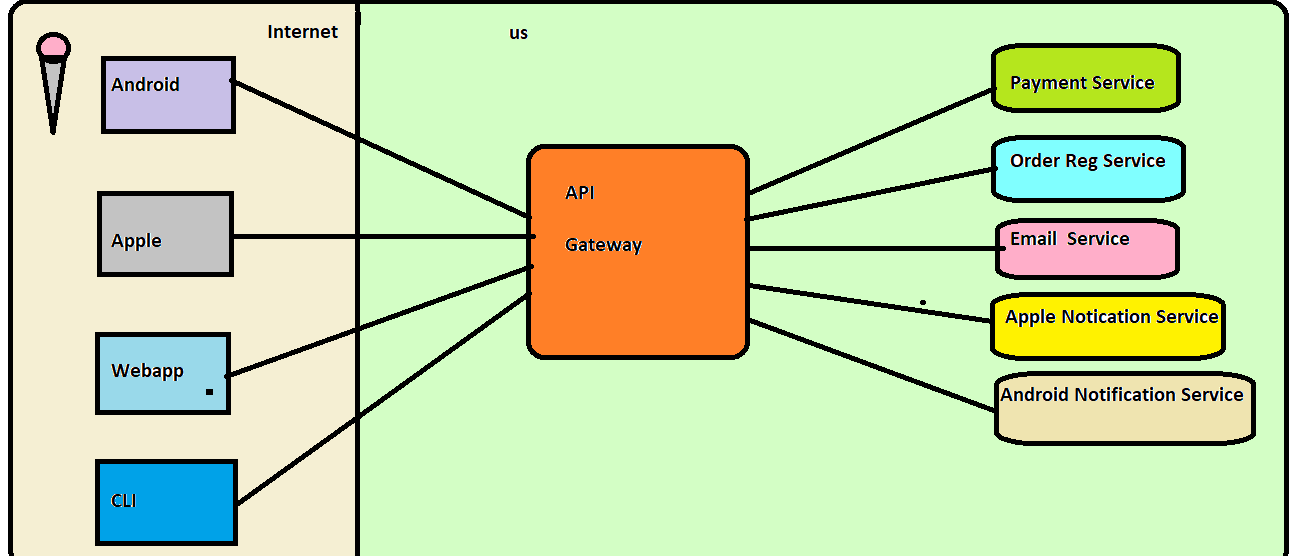 Internet
us
Android
Apple
Webapp
CLI
API
Gateway
Payment Service
Order Reg Service
Email  Service
Apple Notication Service
Android Notification Service